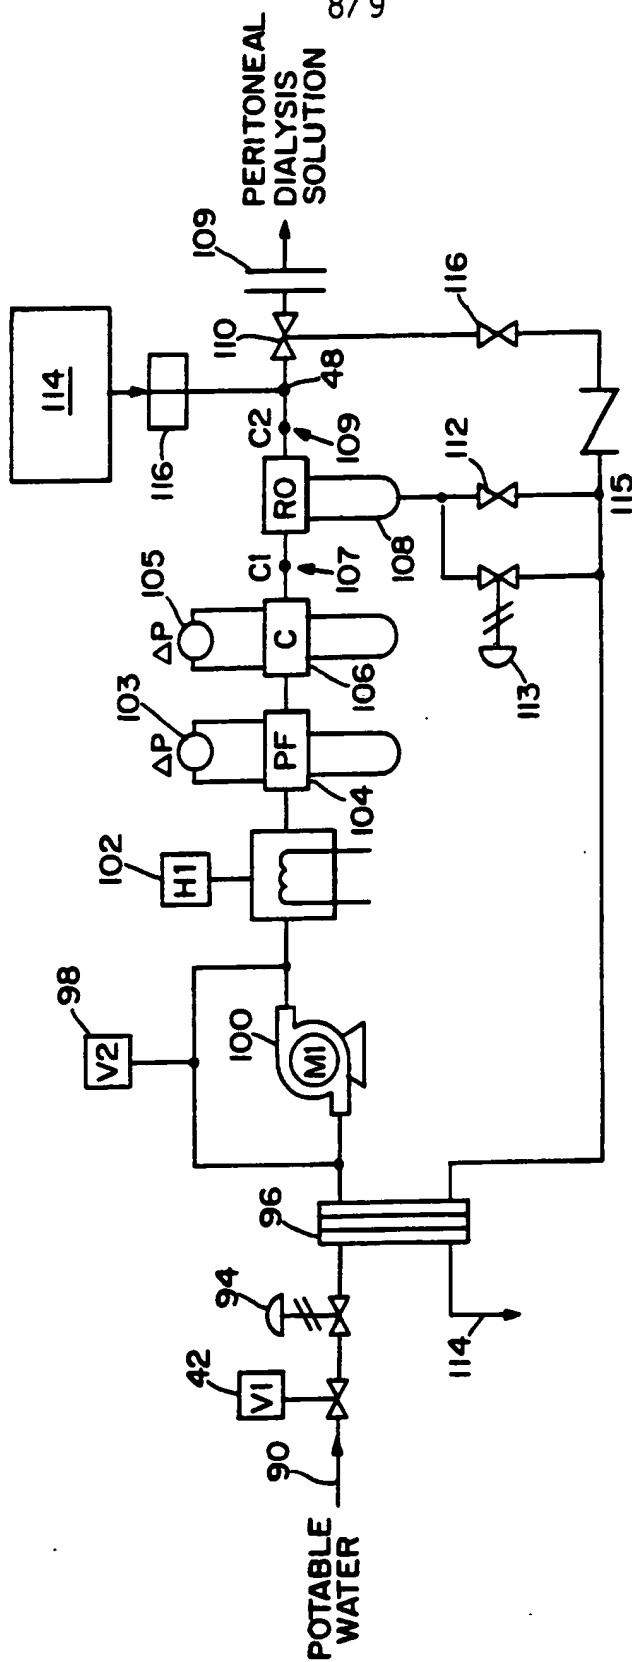 8/9
POTABLE
WATER
90
42
V1
94
96
114
98
V2
100
M1
102
H1
103
ΔP
PF
104
105
ΔP
C
106
C1
107
RO
108
C2
109
48
114
116
110
109
PERITONEAL
DIALYSIS
SOLUTION
116
112
113
115